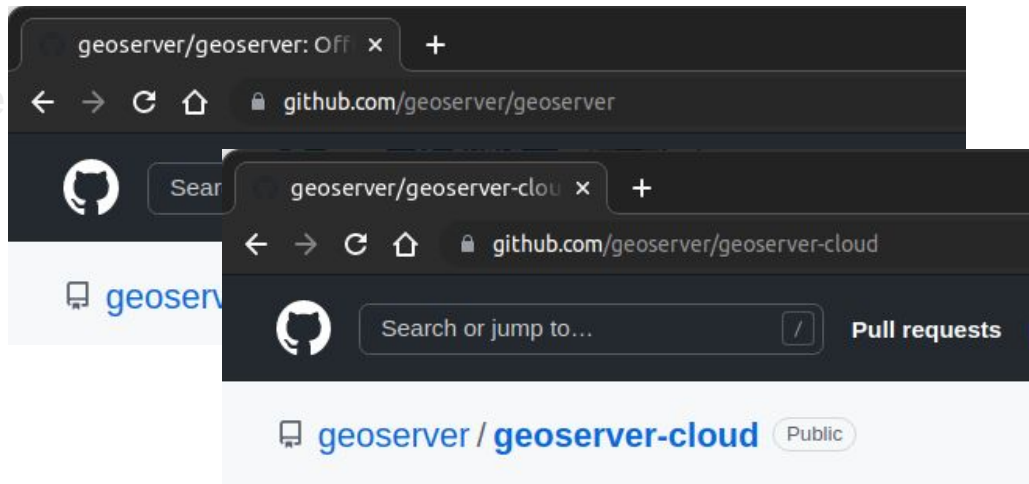 geoserver/geoserver: Off
github.com/geoserver/geoserver
Sear
geoserv
geoserver/geoserver-clou
github.com/geoserver/geoserver-cloud
Search or jump to…
/
Pull requests
geoserver / geoserver-cloud
Public